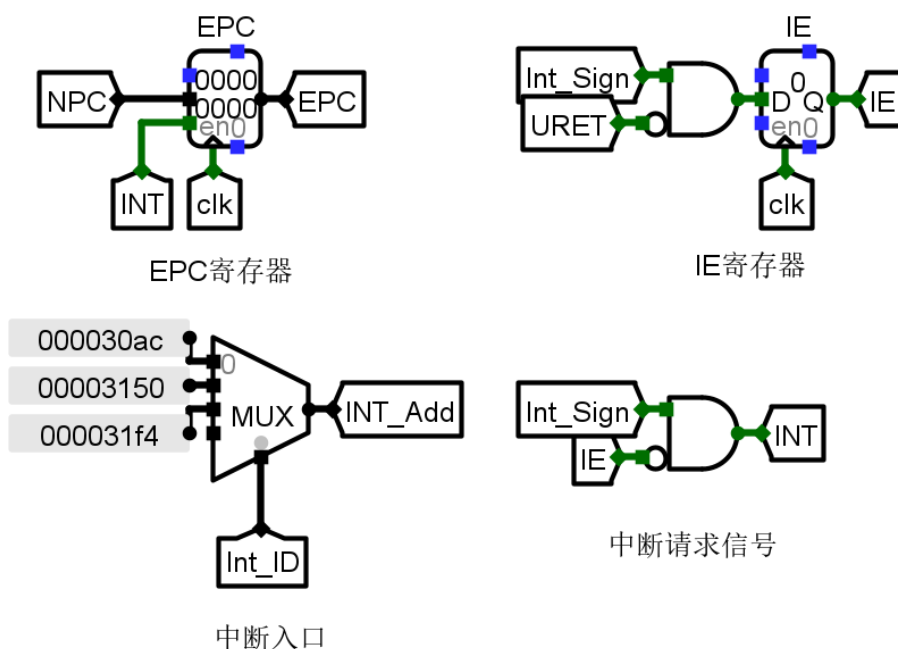 EPC
NPC
0000
0000
en0
EPC
INT
clk
EPC寄存器
IE
Int_Sign
URET
0
D Q
en0
IE
clk
IE寄存器
000030ac
00003150
000031f4
0
MUX
INT_Add
Int_ID
中断入口
Int_Sign
IE
INT
中断请求信号